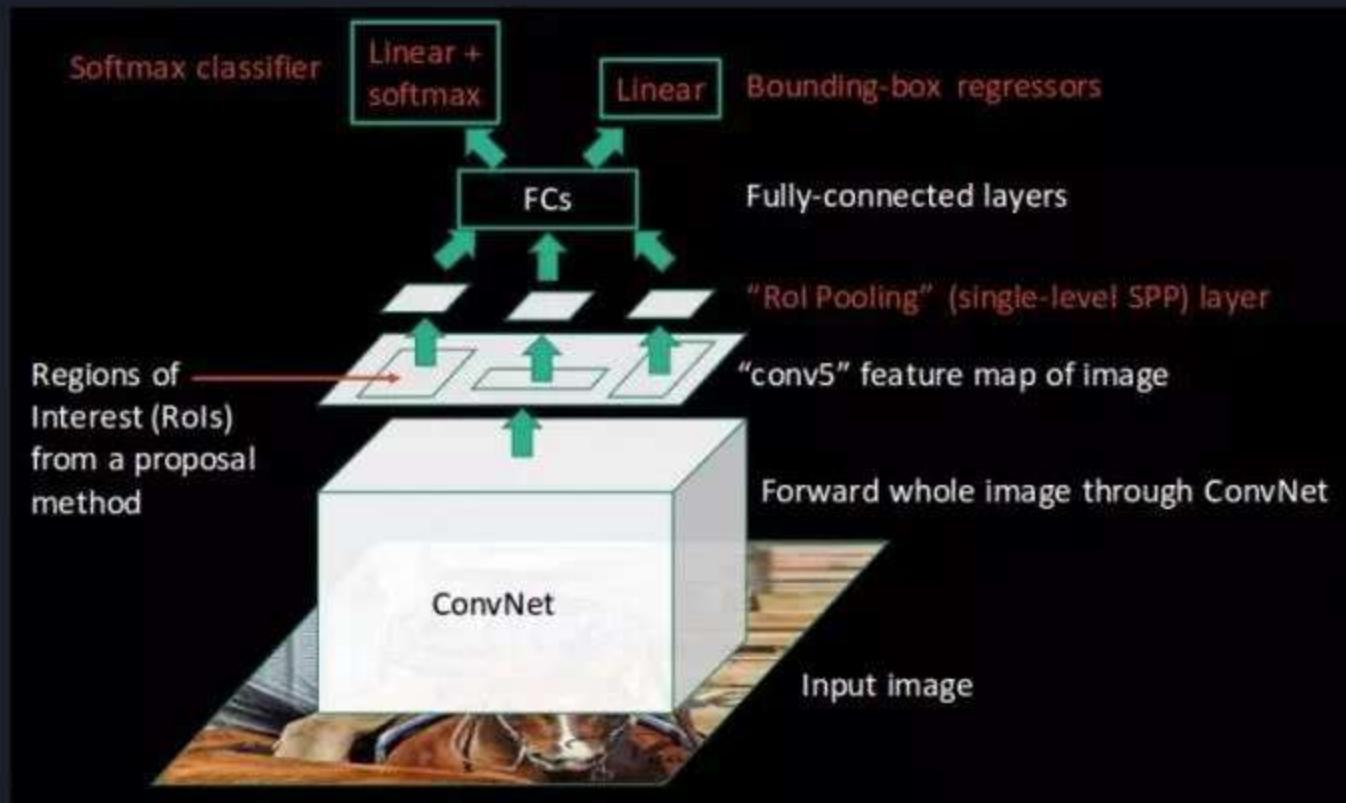 Softmax classifier
Linear +
softmax
Linear
Bounding-box regressors
FCs
Fully-connected layers
"RoI Pooling" (single-level SPP) layer
Regions of
Interest (RoIs)
from a proposal
method
"conv5" feature map of image
Forward whole image through ConvNet
ConvNet
Input image